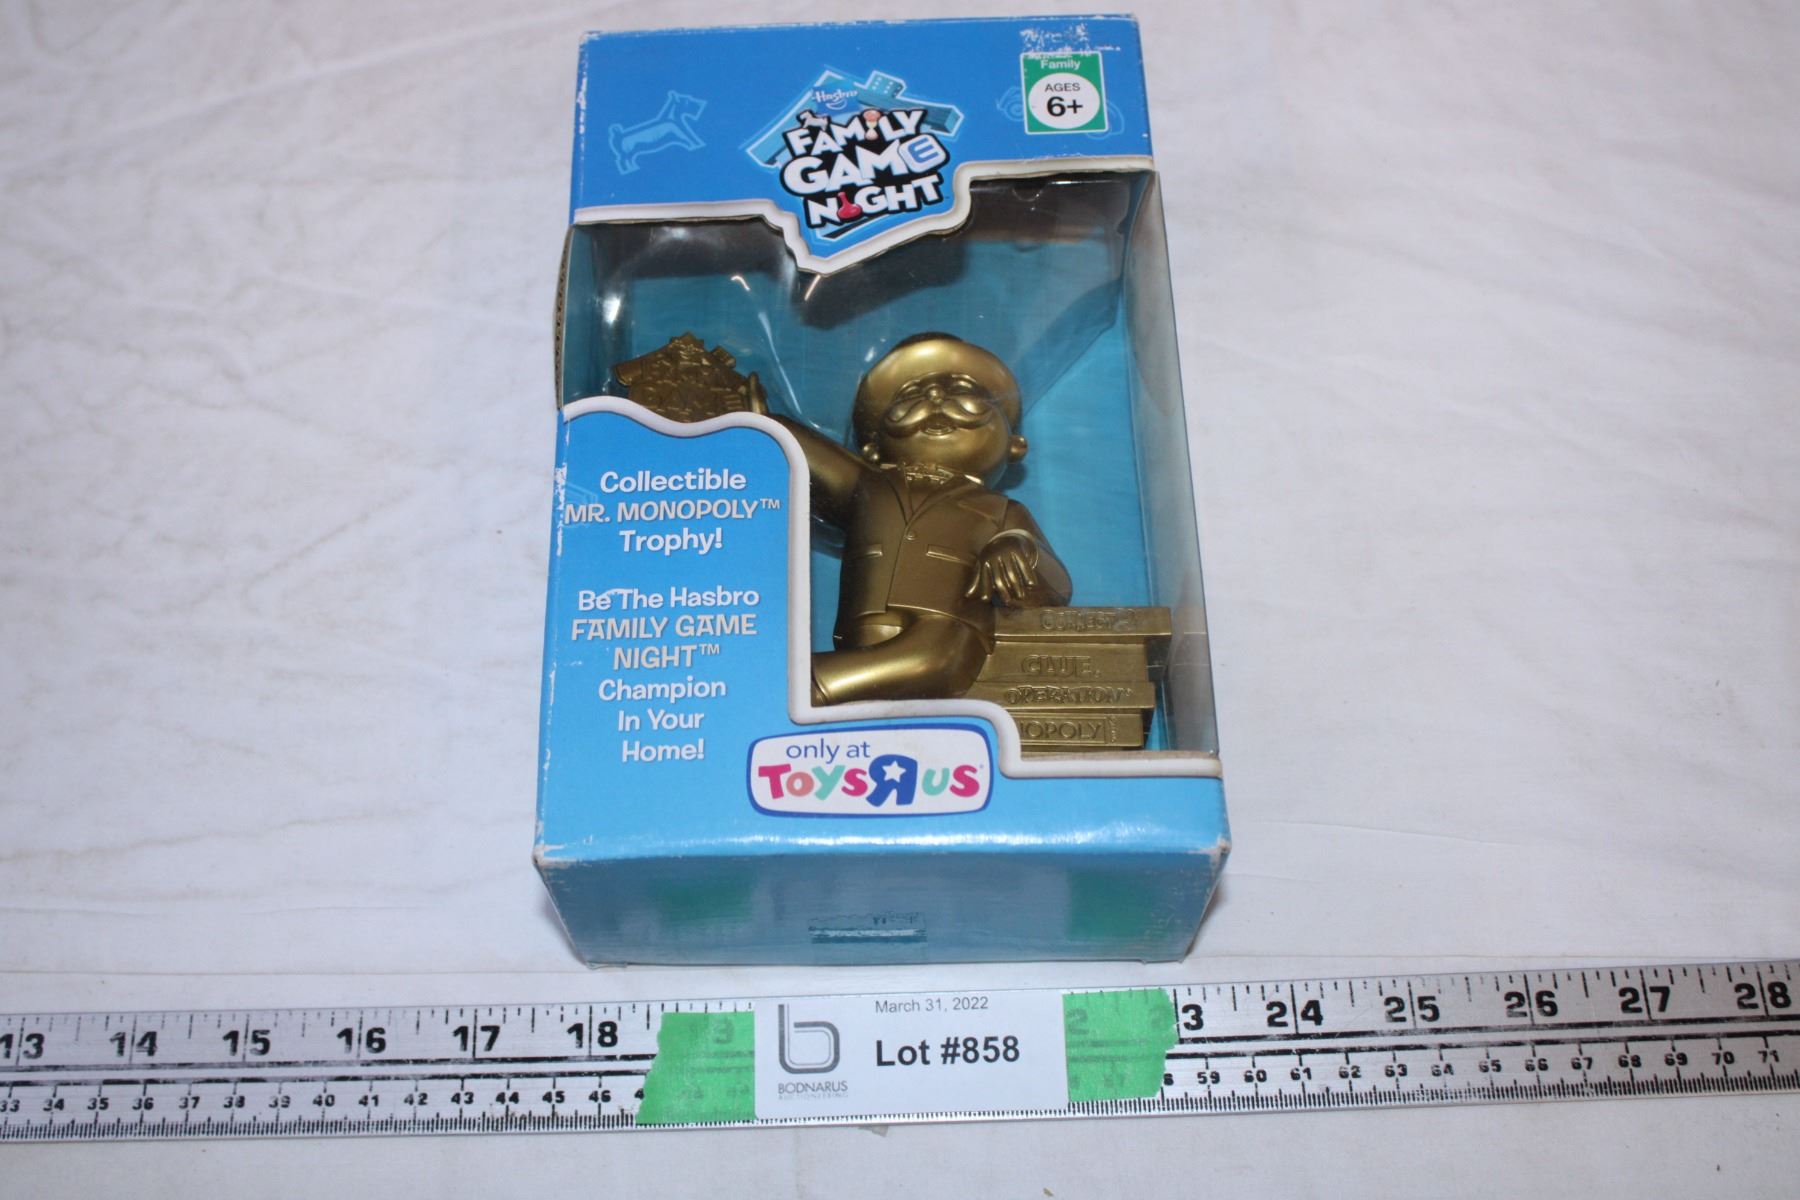 Family
AGES
6+
Hasbro
FAMILY
GAME
NIGHT
Collectible
MR. MONOPOLY™
Trophy!
Be The Hasbro
FAMILY GAME
NIGHT™
Champion
In Your
Home!
only at
ToysRus
CONNECT 4
CLUE
OPERATION
NOPOLY
March 31, 2022
Lot #858
BODNARUS
AUCTIONEERING
13 14 15 16 17 18 3 24 25 26 27 28
33 34 35 36 37 38 39 40 41 42 43 44 45 46 59 60 61 62 63 64 65 66 67 68 69 70 71